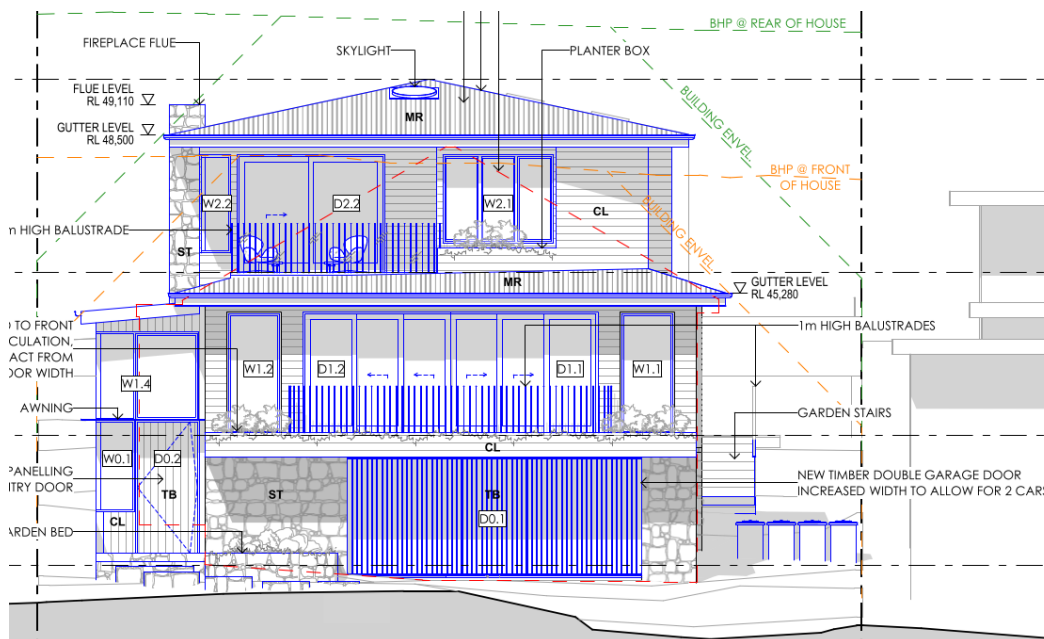 BHP @ REAR OF HOUSE
FIREPLACE FLUE
SKYLIGHT
PLANTER BOX
FLUE LEVEL
RL 49,110
BUILDING ENVEL
MR
GUTTER LEVEL
RL 48,500
BHP @ FRONT
OF HOUSE
W2.2
D2.2
W2.1
CL
BUILDING ENVEL
m HIGH BALUSTRADE
ST
MR
GUTTER LEVEL
RL 45,280
TO FRONT
CULATION,
ACT FROM
OOR WIDTH
1m HIGH BALUSTRADES
W1.2
D1.2
D1.1
W1.1
W1.4
AWNING
GARDEN STAIRS
CL
W0.1
D0.2
PANELLING
TRY DOOR
TB
ST
TB
NEW TIMBER DOUBLE GARAGE DOOR
INCREASED WIDTH TO ALLOW FOR 2 CARS
D0.1
CL
ARDEN BED